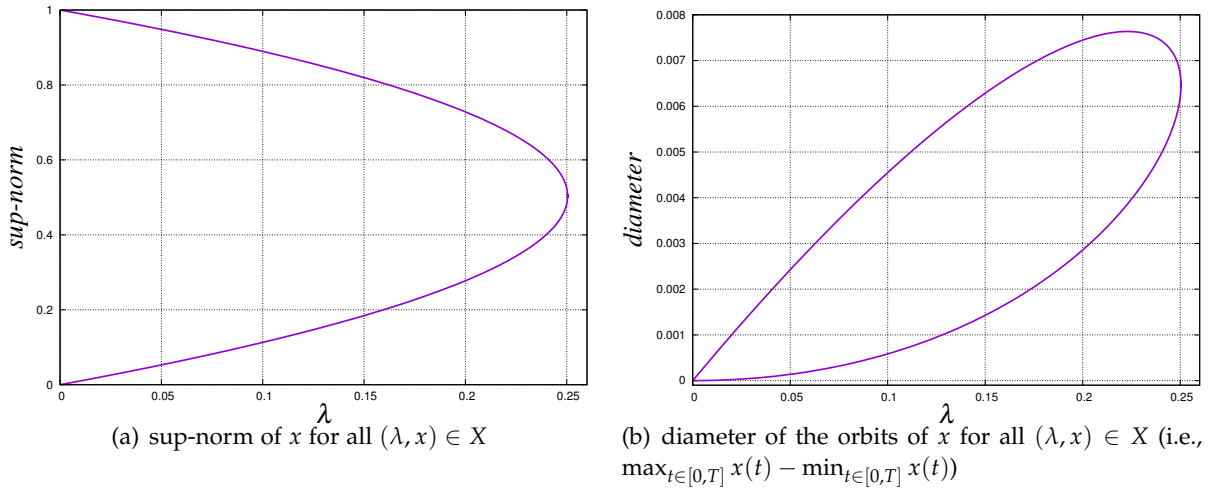 1
0.8
0.6
0.4
0.2
0
sup-norm
0 0.05 0.1 0.15 0.2 0.25
λ
(a) sup-norm of x for all (λ, x) ∈ X
0.008
0.007
0.006
0.005
0.004
0.003
0.002
0.001
0
diameter
0 0.05 0.1 0.15 0.2 0.25
λ
(b) diameter of the orbits of x for all (λ, x) ∈ X (i.e.,
max_{t∈[0,T]} x(t) − min_{t∈[0,T]} x(t))